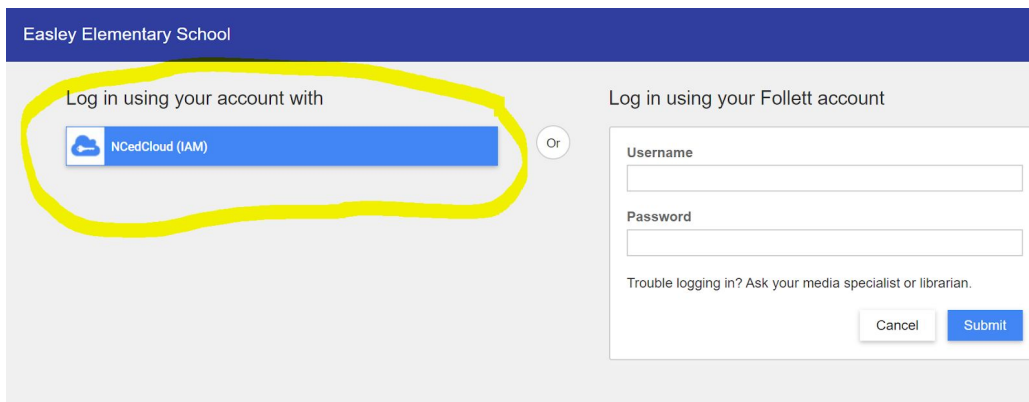 Easley Elementary School
Log in using your account with
NCedCloud (IAM)
Or
Log in using your Follett account
Username
Password
Trouble logging in? Ask your media specialist or librarian.
Cancel
Submit